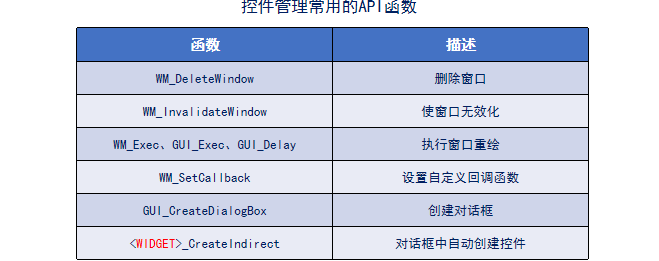 控件管理常用的API函数
函数 描述
WM_DeleteWindow 删除窗口
WM_InvalidateWindow 使窗口无效化
WM_Exec、GUI_Exec、GUI_Delay 执行窗口重绘
WM_SetCallback 设置自定义回调函数
GUI_CreateDialogBox 创建对话框
<WIDGET>_CreateIndirect 对话框中自动创建控件